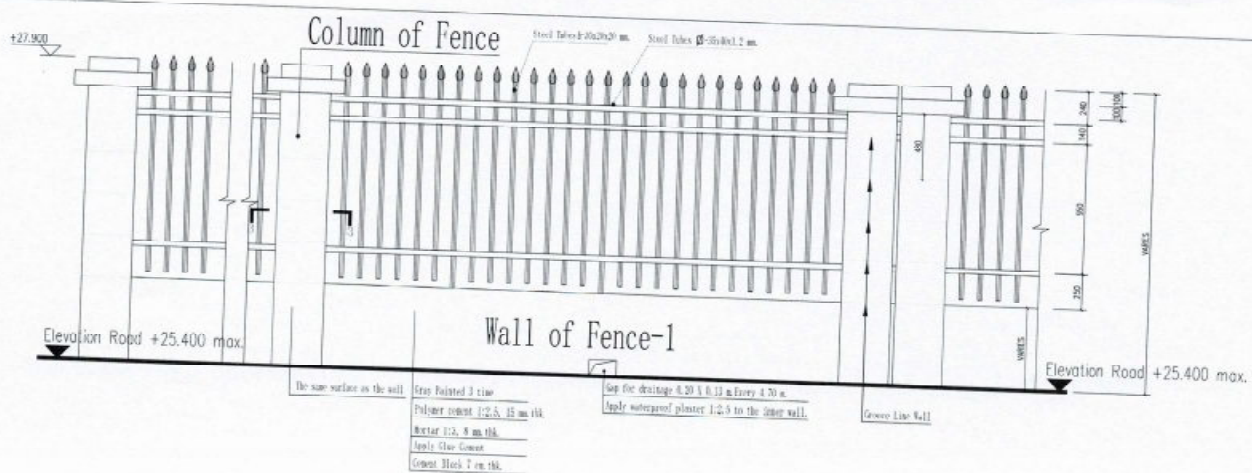 +27.900
Column of Fence
Steel Tubes
Steel Tubes Ø
240
100
100
140
480
950
250
VARIES
VARIES
Wall of Fence-1
Elevation Road +25.400 max.
Elevation Road +25.400 max.
The same surface as the wall
Gray Painted 3 time
Polymer cement 1:2.5, 15 mm.thk.
Mortar 1:3, 8 mm.thk.
Apply Glue Cement
Cement Block 7 cm.thk.
Gap for drainage 0.20 X 0.13 m.Every 4.70 m.
Apply waterproof plaster 1:2.5 to the inner wall.
Groove Line Wall